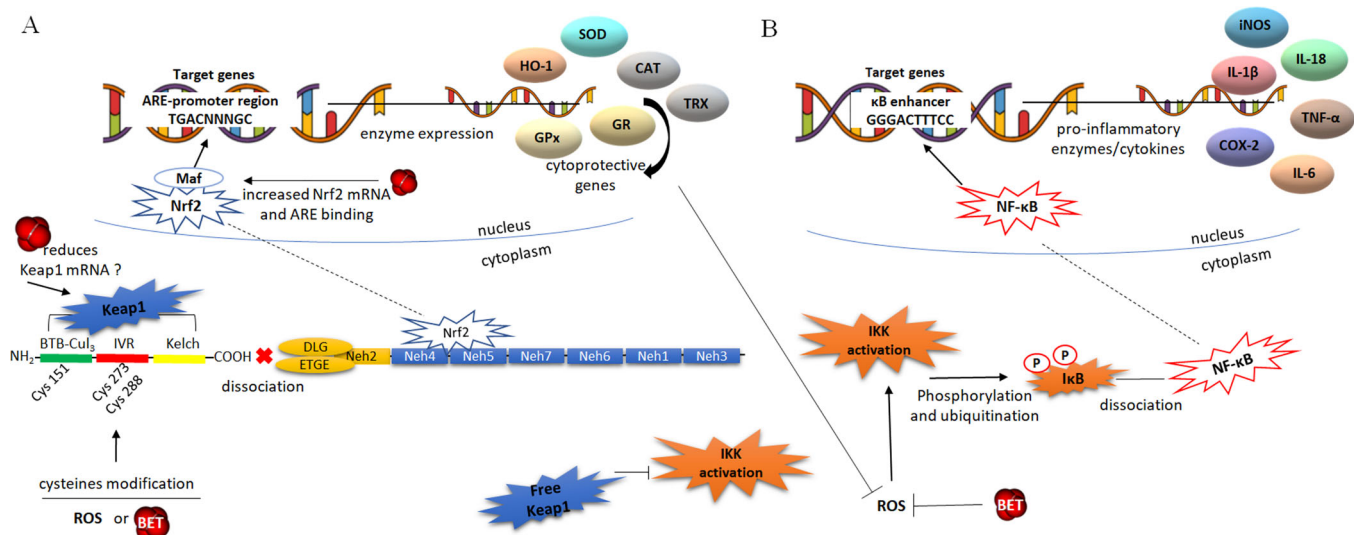 A
Target genes
ARE-promoter region
TGACNNNGC
enzyme expression
HO-1
SOD
CAT
TRX
GR
GPx
cytoprotective
genes
Maf
Nrf2
increased Nrf2 mRNA
and ARE binding
nucleus
cytoplasm
reduces
Keap1 mRNA ?
Keap1
NH2
BTB-Cul3
IVR
Kelch
COOH
Cys 151
Cys 273
Cys 288
dissociation
DLG
ETGE
Neh2
Nrf2
Neh4
Neh5
Neh7
Neh6
Neh1
Neh3
cysteines modification
ROS or BET
Free
Keap1
IKK
activation
B
Target genes
κB enhancer
GGGACTTTCC
pro-inflammatory
enzymes/cytokines
iNOS
IL-1β
IL-18
TNF-α
COX-2
IL-6
NF-κB
nucleus
cytoplasm
IKK
activation
Phosphorylation
and ubiquitination
P
P
IκB
dissociation
NF-κB
ROS
BET